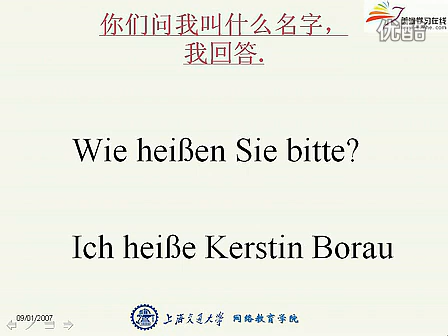 你们问我叫什么名字，
我回答.
优酷
Wie heißen Sie bitte?
Ich heiße Kerstin Borau
09/01/2007
上海交通大学 网络教育学院